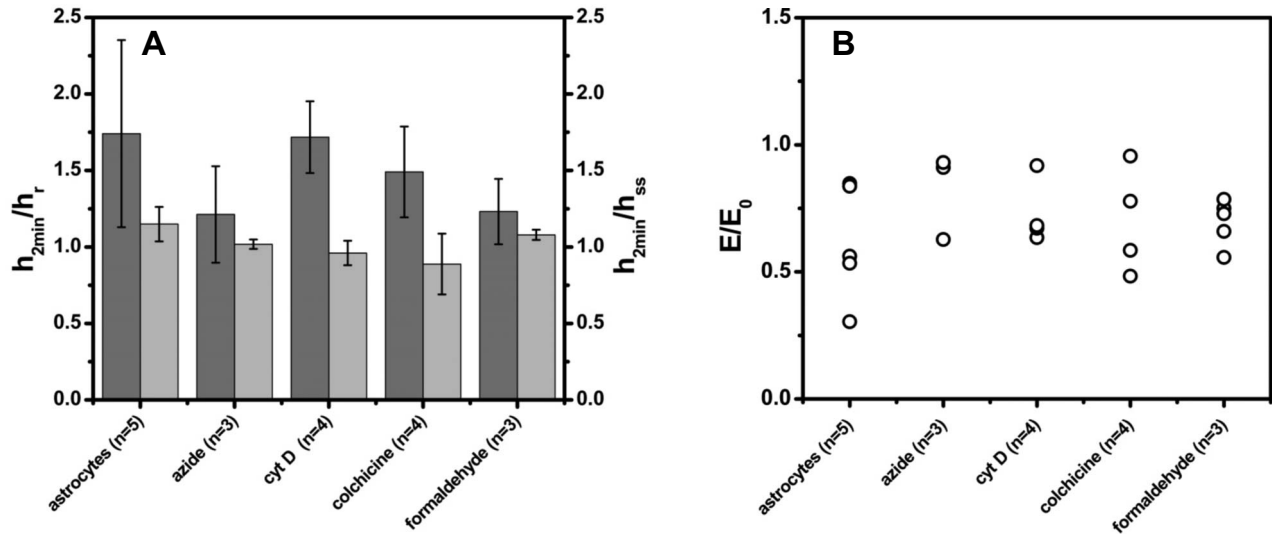 A
2.5
2.0
1.5
1.0
0.5
0.0
h2min/hr
2.5
2.0
1.5
1.0
0.5
0.0
h2min/hss
astrocytes (n=5)
azide (n=3)
cyt D (n=4)
colchicine (n=4)
formaldehyde (n=3)
B
1.5
1.0
0.5
0.0
E/E0
astrocytes (n=5)
azide (n=3)
cyt D (n=4)
colchicine (n=4)
formaldehyde (n=3)